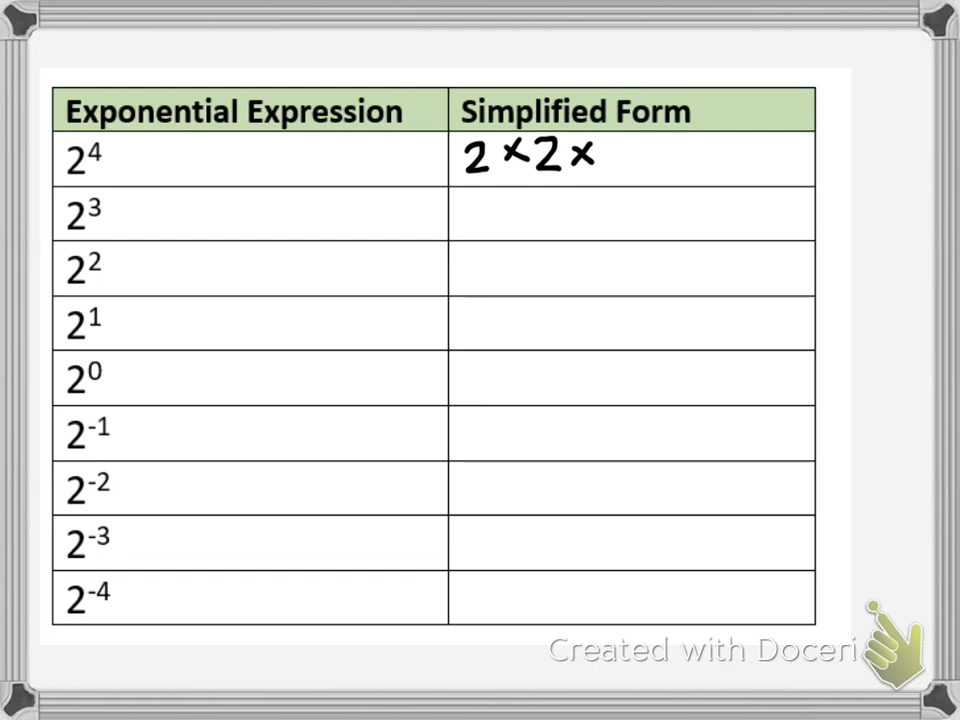 Exponential Expression Simplified Form
2⁴ 2 × 2 ×
2³
2²
2¹
2⁰
2⁻¹
2⁻²
2⁻³
2⁻⁴
Created with Doceri